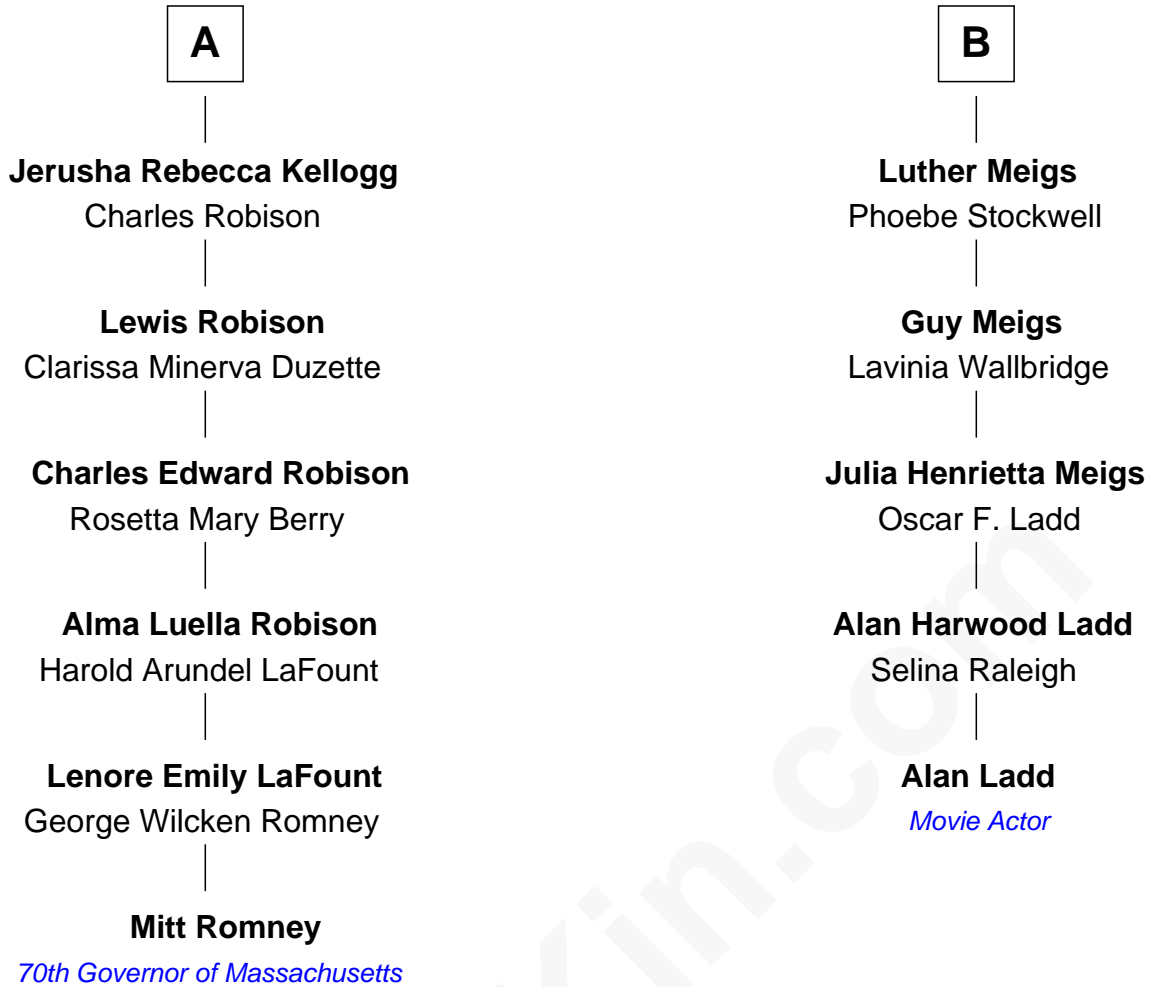 A
Jerusha Rebecca Kellogg
Charles Robison
Lewis Robison
Clarissa Minerva Duzette
Charles Edward Robison
Rosetta Mary Berry
Alma Luella Robison
Harold Arundel LaFount
Lenore Emily LaFount
George Wilcken Romney
Mitt Romney
70th Governor of Massachusetts
B
Luther Meigs
Phoebe Stockwell
Guy Meigs
Lavinia Wallbridge
Julia Henrietta Meigs
Oscar F. Ladd
Alan Harwood Ladd
Selina Raleigh
Alan Ladd
Movie Actor
Kin.com